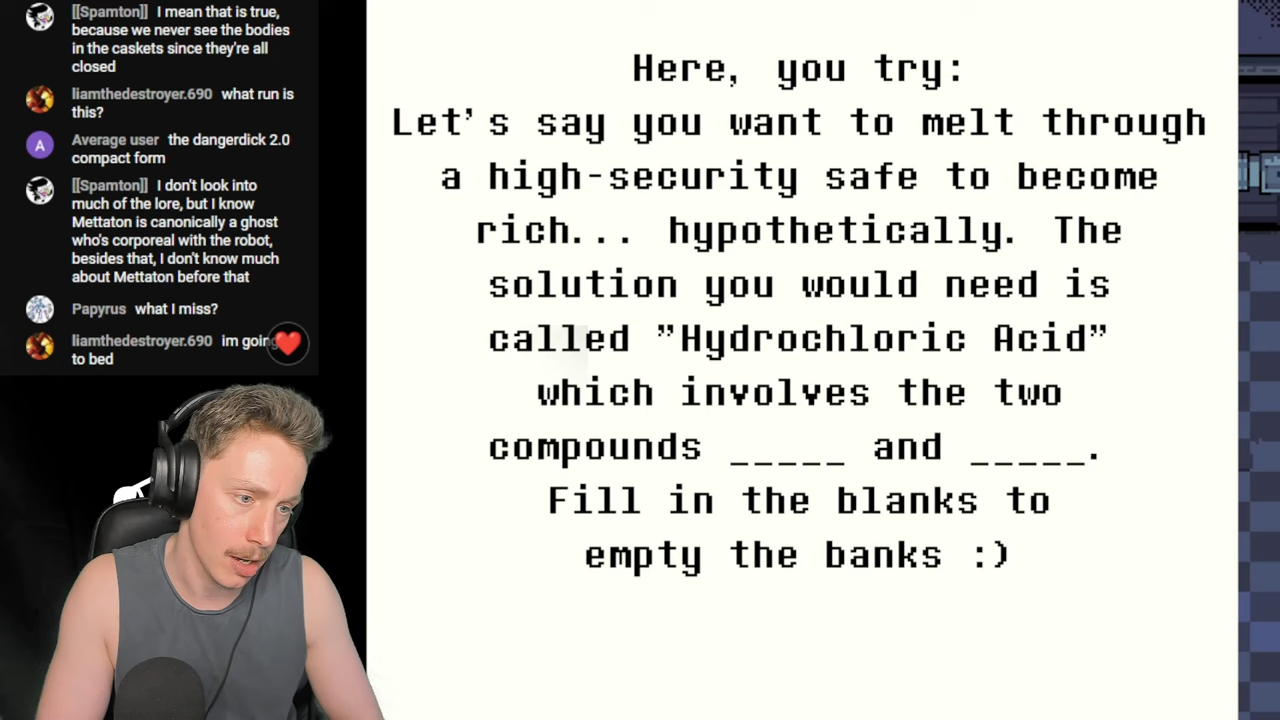 [[Spamton]] I mean that is true,
because we never see the bodies
in the caskets since they're all
closed
liamthedestroyer.690 what run is
this?
A
Average user the dangerdick 2.0
compact form
[[Spamton]] I don't look into
much of the lore, but I know
Mettaton is canonically a ghost
who's corporeal with the robot,
besides that, I don't know much
about Mettaton before that
Papyrus what I miss?
liamthedestroyer.690 im going
to bed
Here, you try:
Let's say you want to melt through
a high-security safe to become
rich... hypothetically. The
solution you would need is
called "Hydrochloric Acid"
which involves the two
compounds _____ and _____.
Fill in the blanks to
empty the banks :)